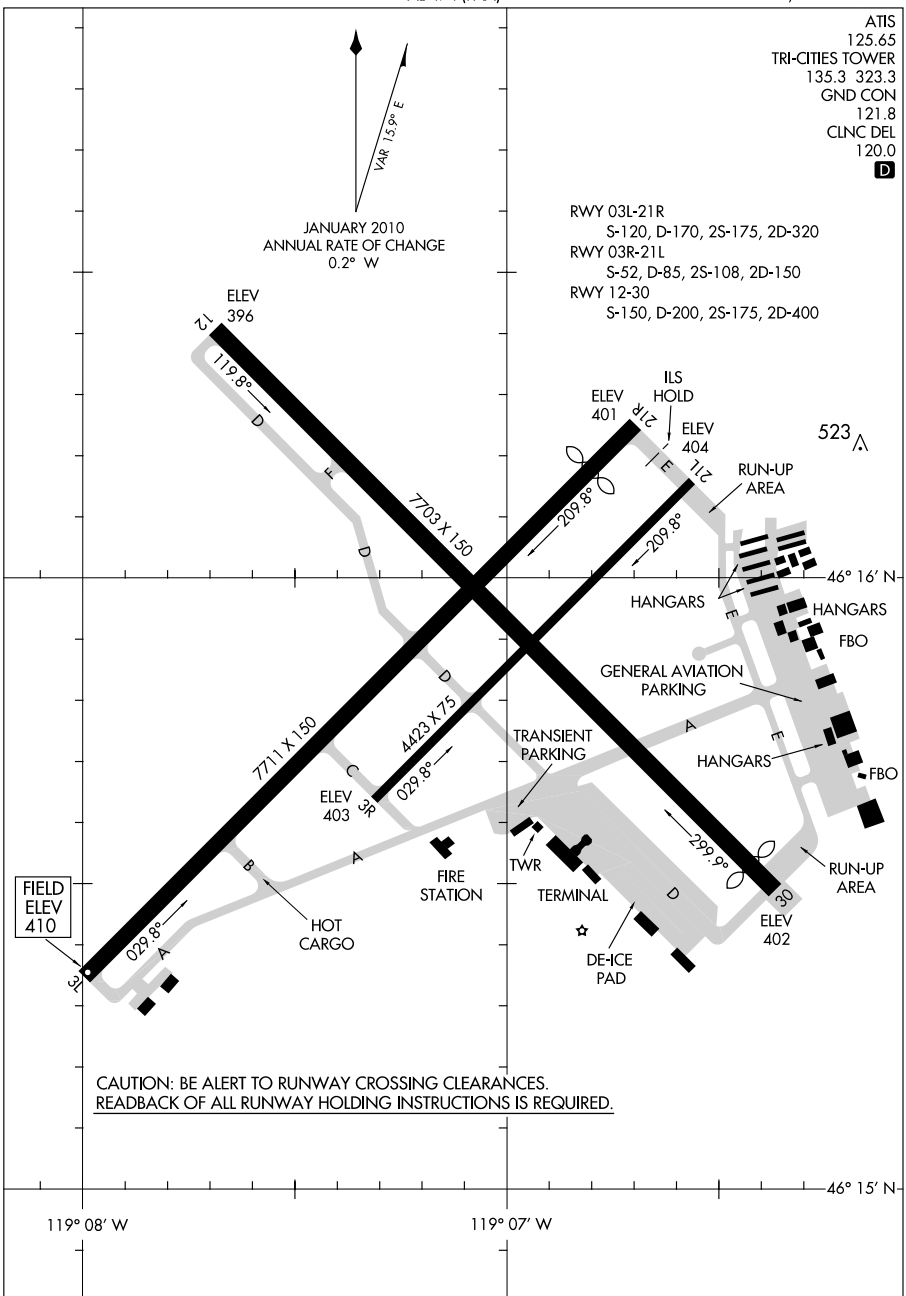 ATIS
125.65
TRI-CITIES TOWER
135.3 323.3
GND CON
121.8
CLNC DEL
120.0
D
VAR 15.9° E
JANUARY 2010
ANNUAL RATE OF CHANGE
0.2° W
RWY 03L-21R
S-120, D-170, 2S-175, 2D-320
RWY 03R-21L
S-52, D-85, 2S-108, 2D-150
RWY 12-30
S-150, D-200, 2S-175, 2D-400
ELEV
396
12
119.8°
D
F
7703 X 150
D
ELEV
401
21R
ILS
HOLD
ELEV
404
21L
E
523
RUN-UP
AREA
209.8°
209.8°
46° 16' N
HANGARS
HANGARS
E
FBO
GENERAL AVIATION
PARKING
D
A
E
TRANSIENT
PARKING
HANGARS
FBO
7711 X 150
4423 X 75
C
ELEV
403
3R
029.8°
299.9°
A
B
FIRE
STATION
TWR
TERMINAL
D
30
ELEV
402
RUN-UP
AREA
FIELD
ELEV
410
029.8°
HOT
CARGO
A
3L
DE-ICE
PAD
CAUTION: BE ALERT TO RUNWAY CROSSING CLEARANCES.
READBACK OF ALL RUNWAY HOLDING INSTRUCTIONS IS REQUIRED.
46° 15' N
119° 08' W
119° 07' W